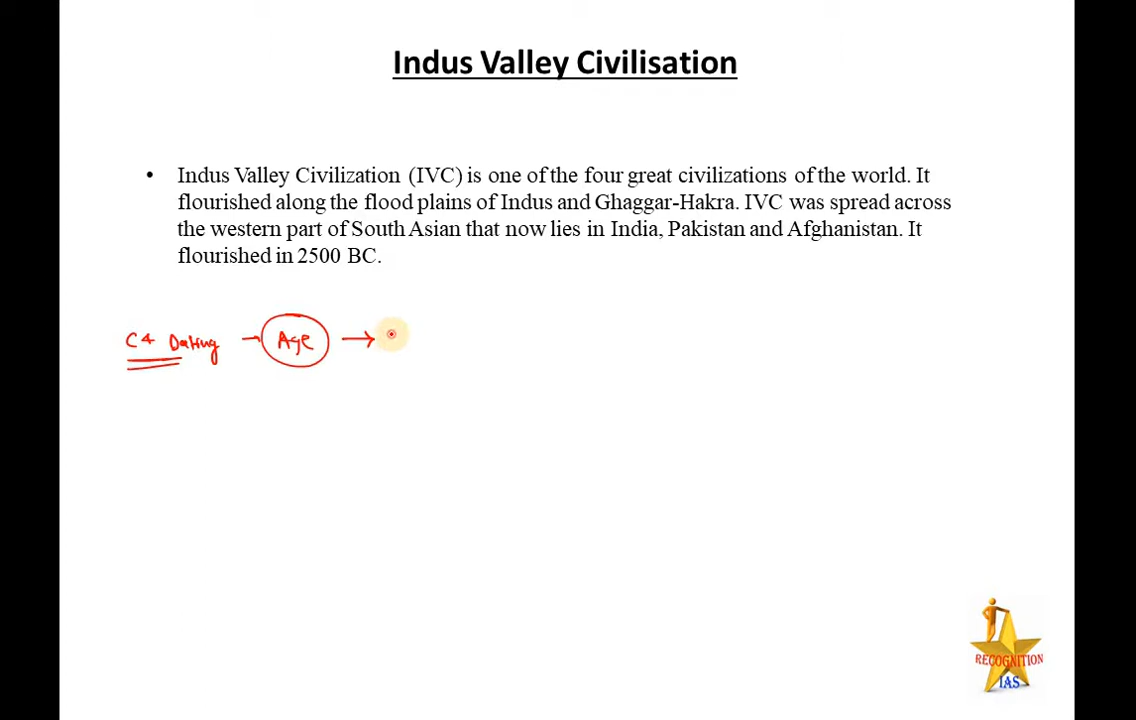 Indus Valley Civilisation
• Indus Valley Civilization (IVC) is one of the four great civilizations of the world. It
flourished along the flood plains of Indus and Ghaggar-Hakra. IVC was spread across
the western part of South Asian that now lies in India, Pakistan and Afghanistan. It
flourished in 2500 BC.
C4 Dating → Age →
RECOGNITION
IAS